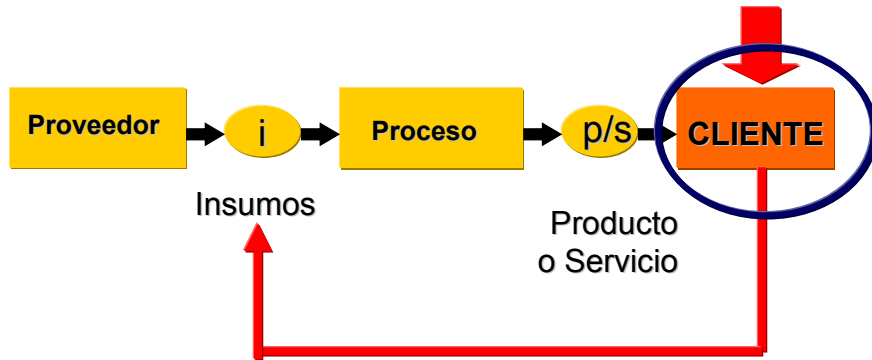 Proveedor
i
Proceso
p/s
CLIENTE
Insumos
Producto
o Servicio